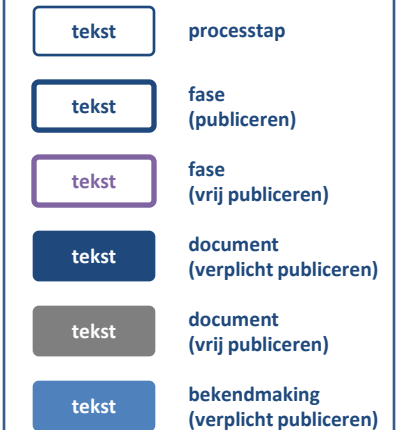 tekst processtap
tekst fase
(publiceren)
tekst fase
(vrij publiceren)
tekst document
(verplicht publiceren)
tekst document
(vrij publiceren)
tekst bekendmaking
(verplicht publiceren)